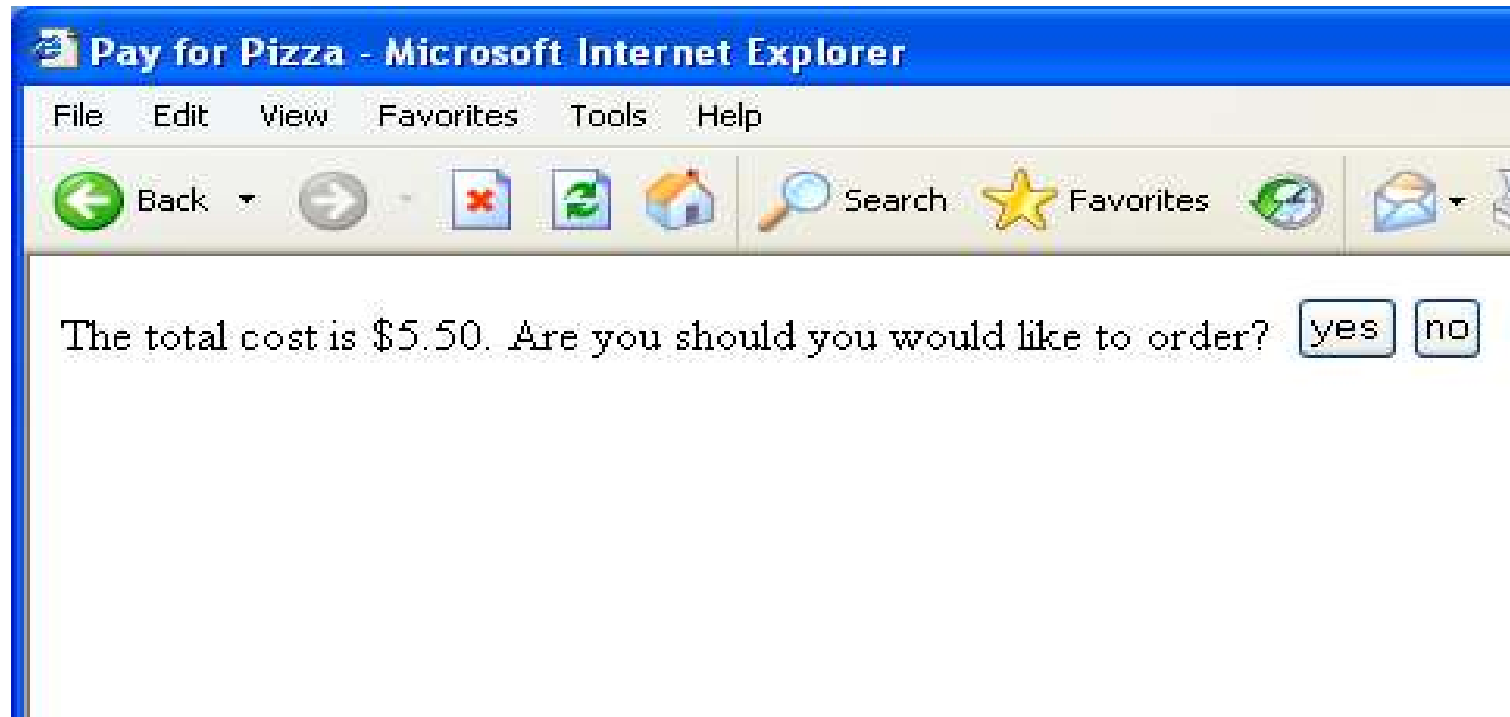 Pay for Pizza - Microsoft Internet Explorer
File Edit View Favorites Tools Help
Back Search Favorites
The total cost is $5.50. Are you should you would like to order? yes no